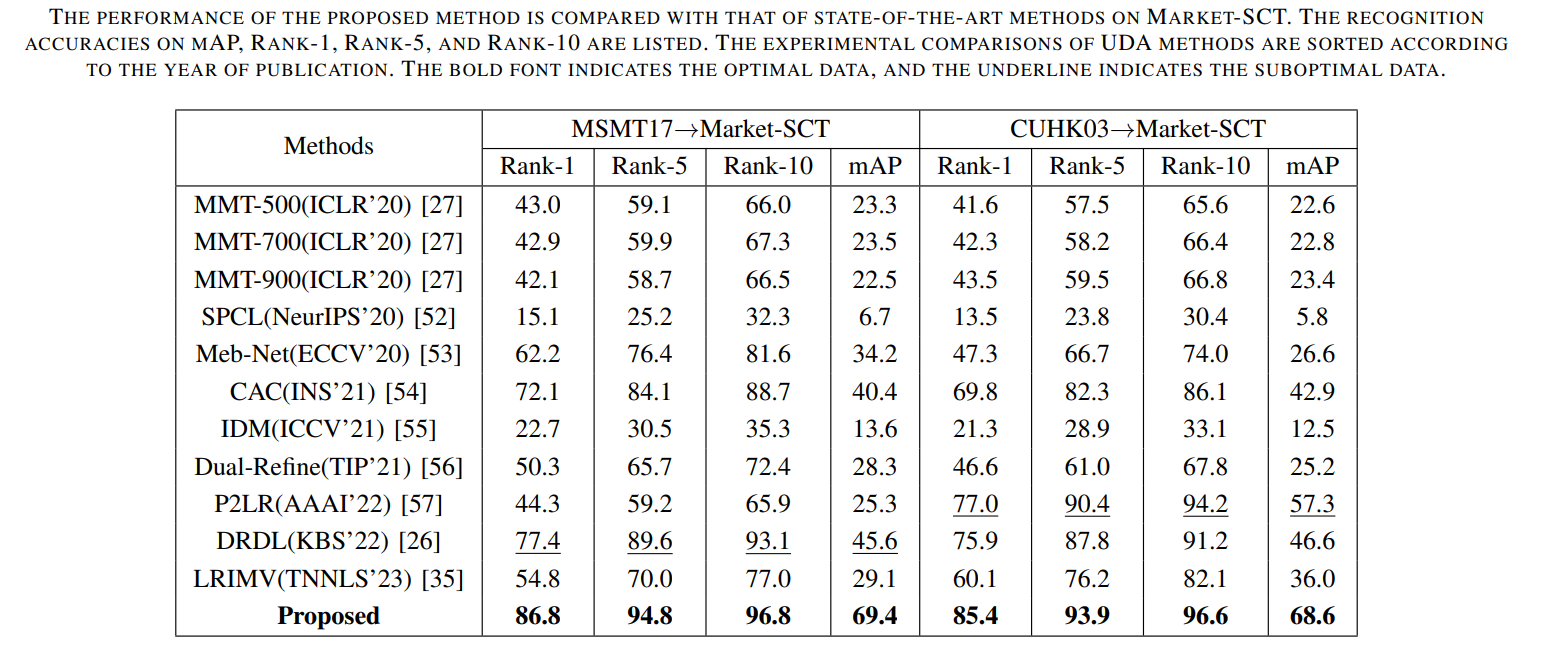 THE PERFORMANCE OF THE PROPOSED METHOD IS COMPARED WITH THAT OF STATE-OF-THE-ART METHODS ON MARKET-SCT. THE RECOGNITION
ACCURACIES ON MAP, RANK-1, RANK-5, AND RANK-10 ARE LISTED. THE EXPERIMENTAL COMPARISONS OF UDA METHODS ARE SORTED ACCORDING
TO THE YEAR OF PUBLICATION. THE BOLD FONT INDICATES THE OPTIMAL DATA, AND THE UNDERLINE INDICATES THE SUBOPTIMAL DATA.
Methods MSMT17→Market-SCT CUHK03→Market-SCT
Rank-1 Rank-5 Rank-10 mAP Rank-1 Rank-5 Rank-10 mAP
MMT-500(ICLR'20) [27] 43.0 59.1 66.0 23.3 41.6 57.5 65.6 22.6
MMT-700(ICLR'20) [27] 42.9 59.9 67.3 23.5 42.3 58.2 66.4 22.8
MMT-900(ICLR'20) [27] 42.1 58.7 66.5 22.5 43.5 59.5 66.8 23.4
SPCL(NeurIPS'20) [52] 15.1 25.2 32.3 6.7 13.5 23.8 30.4 5.8
Meb-Net(ECCV'20) [53] 62.2 76.4 81.6 34.2 47.3 66.7 74.0 26.6
CAC(INS'21) [54] 72.1 84.1 88.7 40.4 69.8 82.3 86.1 42.9
IDM(ICCV'21) [55] 22.7 30.5 35.3 13.6 21.3 28.9 33.1 12.5
Dual-Refine(TIP'21) [56] 50.3 65.7 72.4 28.3 46.6 61.0 67.8 25.2
P2LR(AAAI'22) [57] 44.3 59.2 65.9 25.3 77.0 90.4 94.2 57.3
DRDL(KBS'22) [26] 77.4 89.6 93.1 45.6 75.9 87.8 91.2 46.6
LRIMV(TNNLS'23) [35] 54.8 70.0 77.0 29.1 60.1 76.2 82.1 36.0
Proposed 86.8 94.8 96.8 69.4 85.4 93.9 96.6 68.6